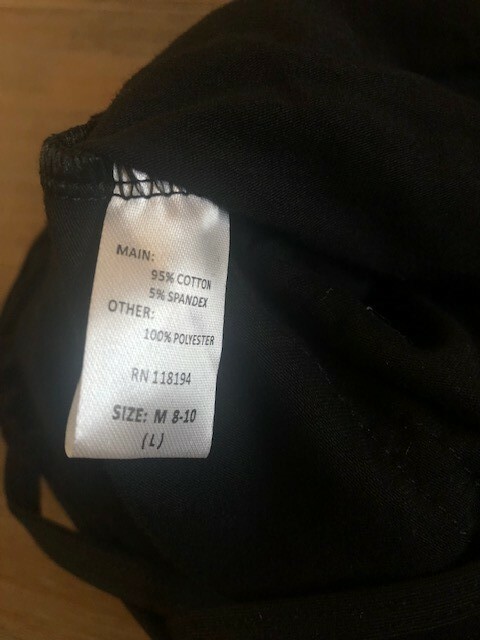 MAIN:
95% COTTON
5% SPANDEX
OTHER:
100% POLYESTER
RN 118194
SIZE: M 8-10
(L)